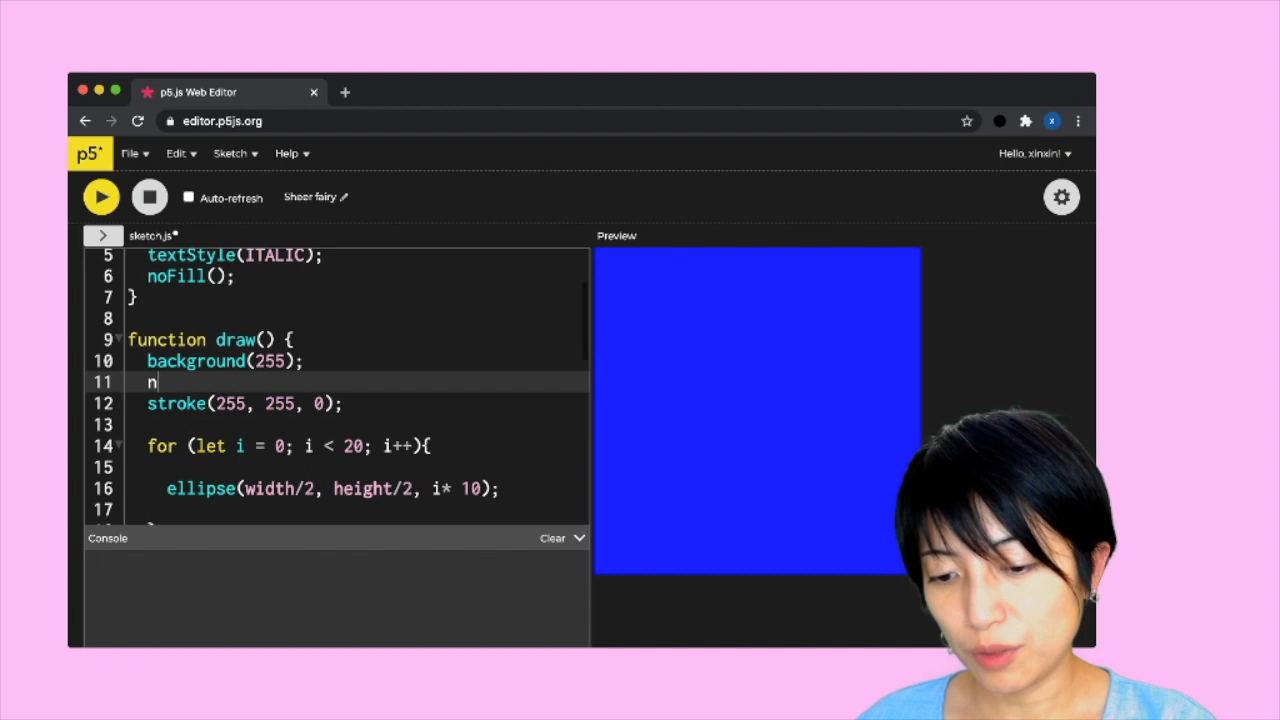 p5.js Web Editor
editor.p5js.org
p5* File Edit Sketch Help Hello, xinxin!
Auto-refresh Sheer fairy
sketch.js Preview
5 textStyle(ITALIC);
6 noFill();
7 }
8
9 function draw() {
10 background(255);
11 n
12 stroke(255, 255, 0);
13
14 for (let i = 0; i < 20; i++){
15
16 ellipse(width/2, height/2, i* 10);
17
Console Clear